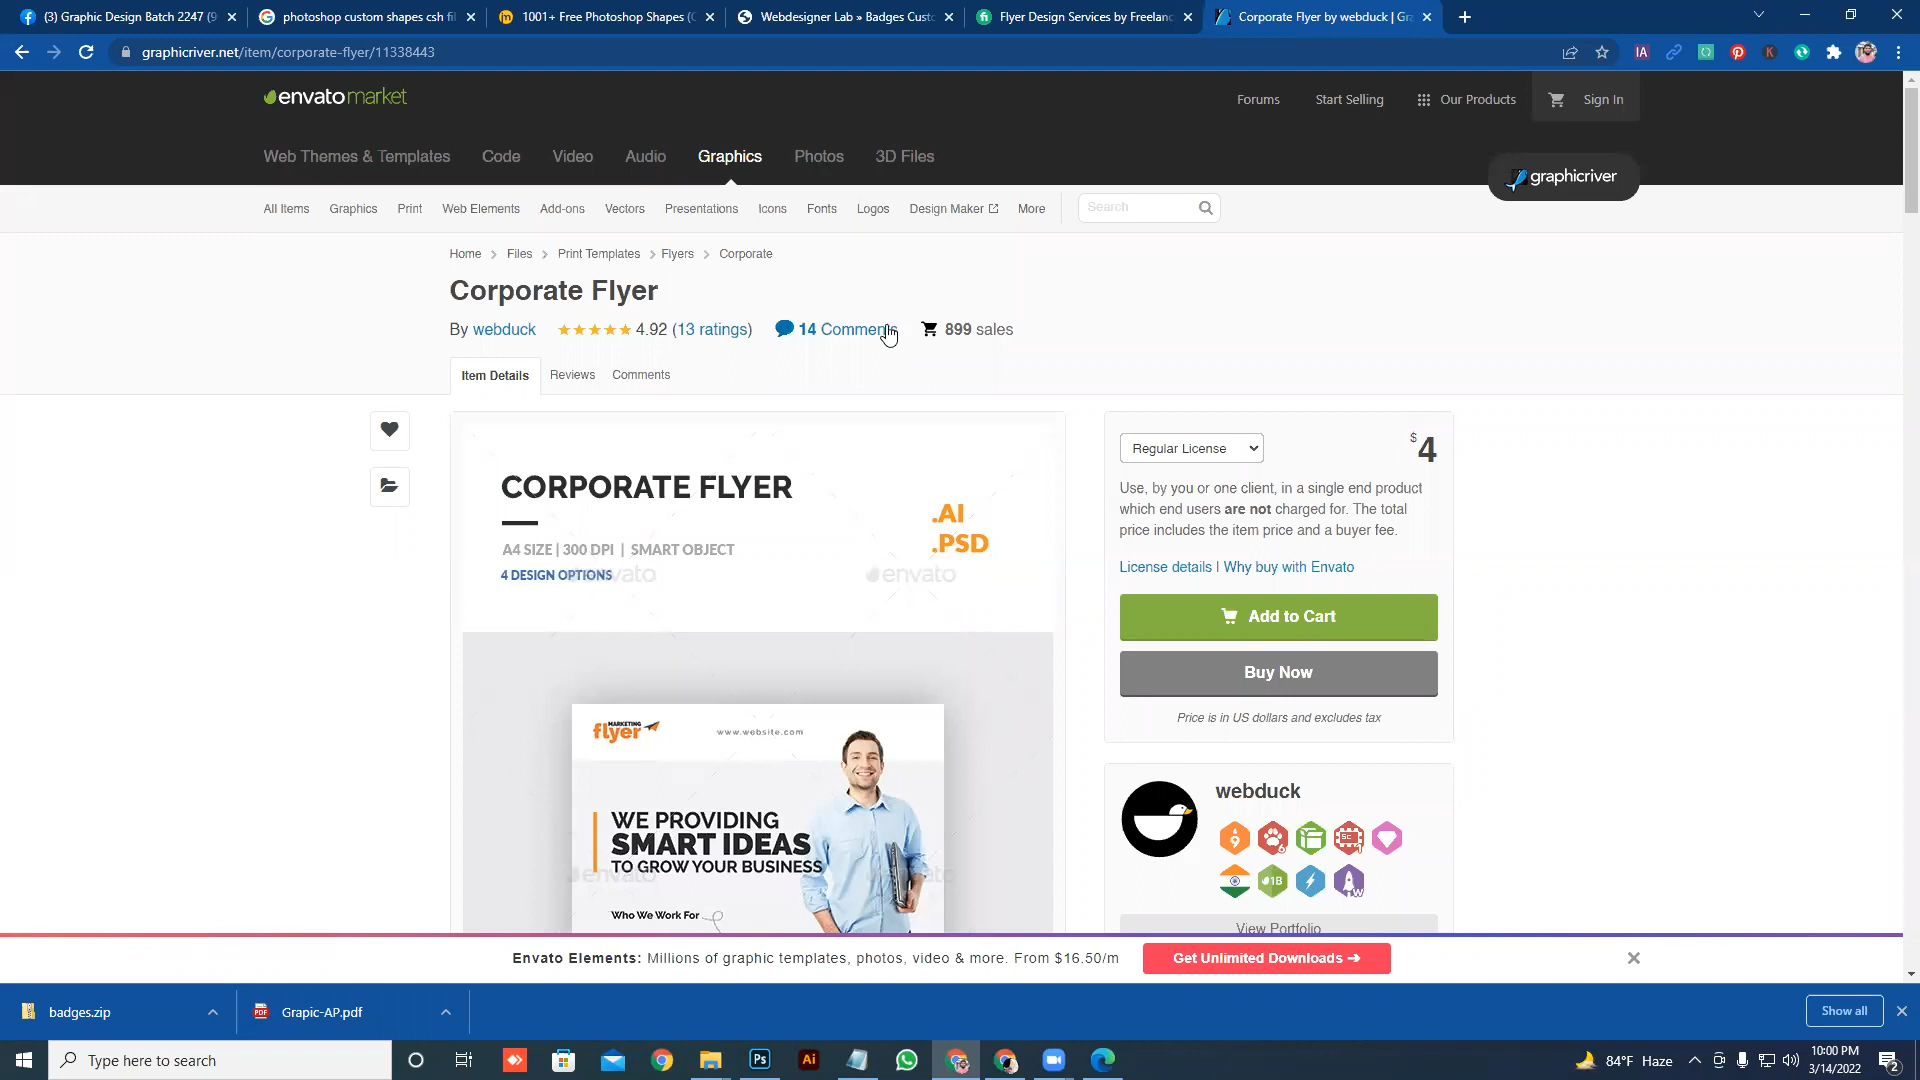 (3) Graphic Design Batch 2247 (9
photoshop custom shapes csh fil
1001+ Free Photoshop Shapes (C
Webdesigner Lab » Badges Custo
Flyer Design Services by Freelanc
Corporate Flyer by webduck | Gra
graphicriver.net/item/corporate-flyer/11338443
envato market
Forums
Start Selling
Our Products
Sign In
Web Themes & Templates
Code
Video
Audio
Graphics
Photos
3D Files
graphicriver
All Items
Graphics
Print
Web Elements
Add-ons
Vectors
Presentations
Icons
Fonts
Logos
Design Maker
More
Search
Home > Files > Print Templates > Flyers > Corporate
Corporate Flyer
By webduck
4.92 (13 ratings)
14 Comments
899 sales
Item Details
Reviews
Comments
CORPORATE FLYER
.AI
.PSD
A4 SIZE | 300 DPI | SMART OBJECT
4 DESIGN OPTIONS
envato
envato
Regular License
$4
Use, by you or one client, in a single end product
which end users are not charged for. The total
price includes the item price and a buyer fee.
License details | Why buy with Envato
Add to Cart
Buy Now
Price is in US dollars and excludes tax
MARKETING
flyer
www.website.com
WE PROVIDING
SMART IDEAS
TO GROW YOUR BUSINESS
envato
Who We Work For
webduck
View Portfolio
Envato Elements: Millions of graphic templates, photos, video & more. From $16.50/m
Get Unlimited Downloads
badges.zip
Grapic-AP.pdf
Show all
Type here to search
84°F Haze
10:00 PM
3/14/2022